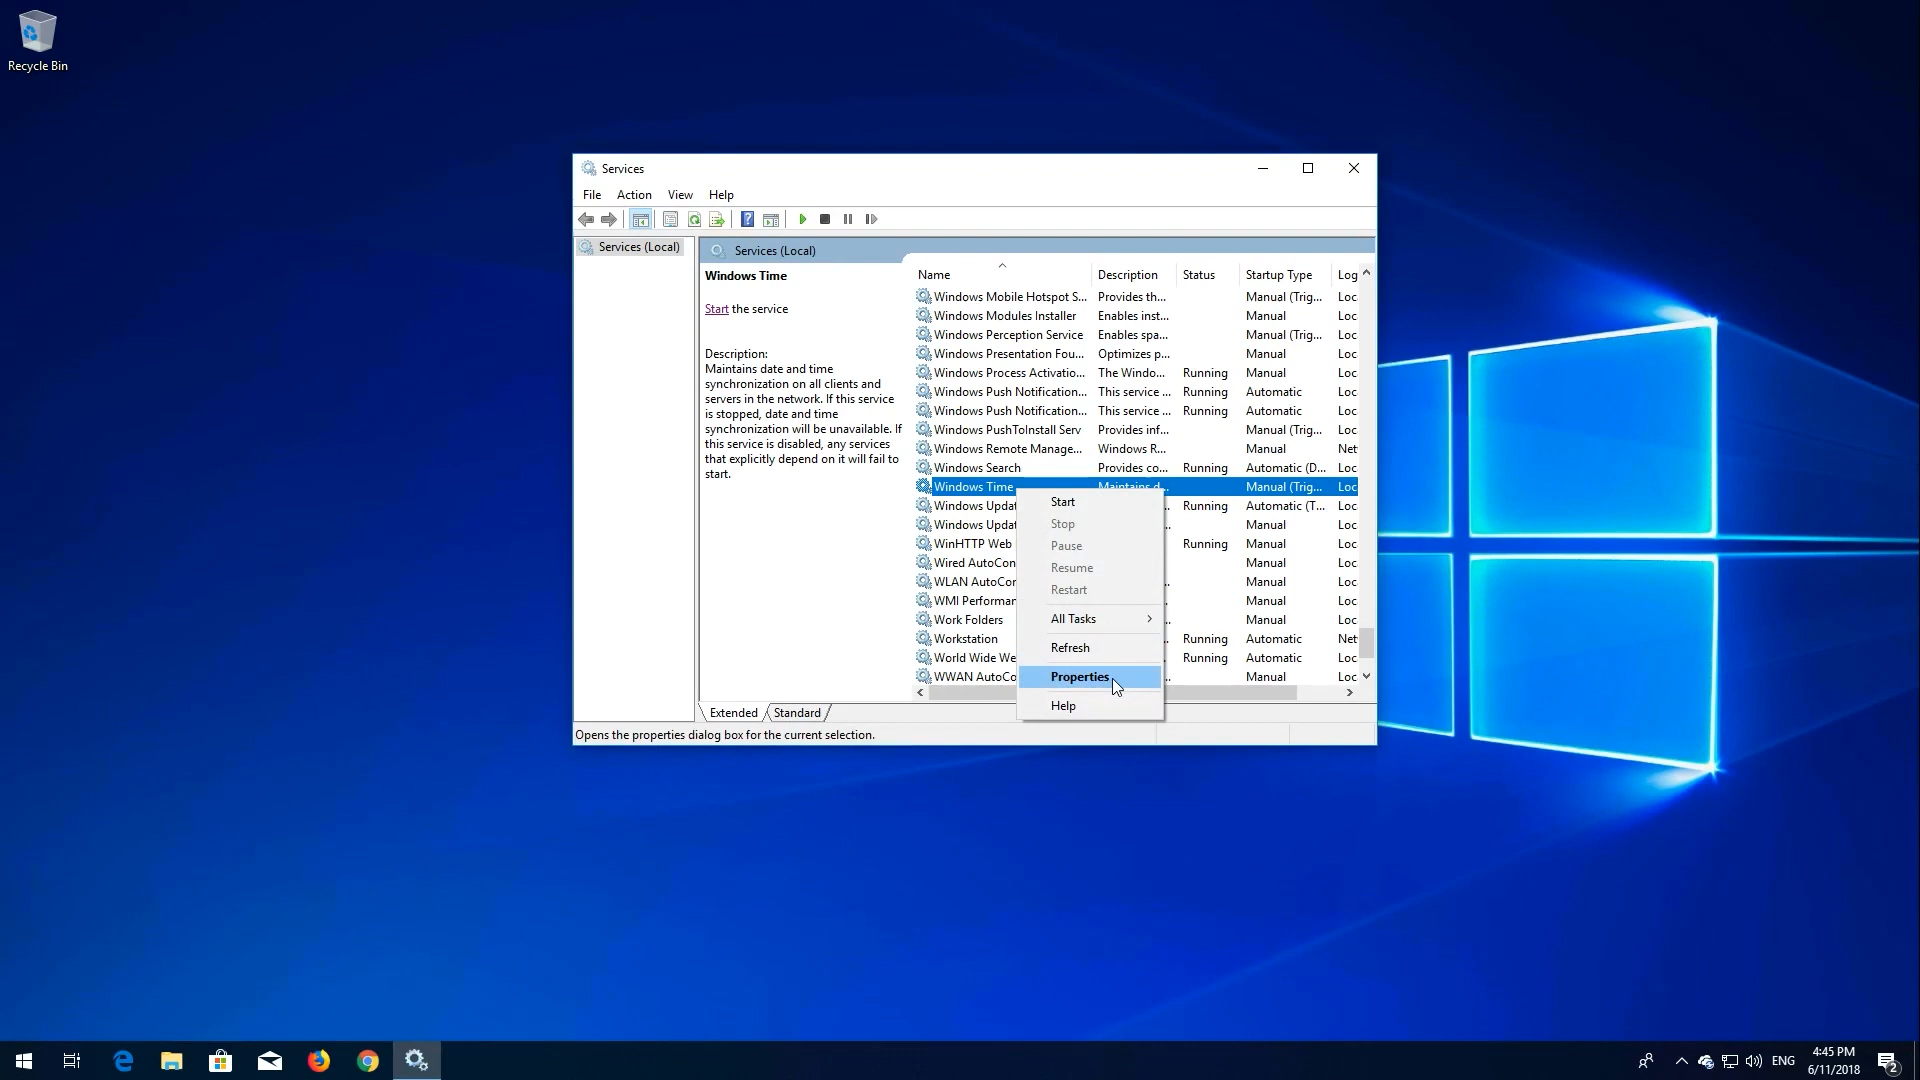 Recycle Bin
Services
File Action View Help
Services (Local)
Services (Local)
Windows Time
Start the service
Description:
Maintains date and time
synchronization on all clients and
servers in the network. If this service
is stopped, date and time
synchronization will be unavailable. If
this service is disabled, any services
that explicitly depend on it will fail to
start.
Name Description Status Startup Type Log
Windows Mobile Hotspot S... Provides th... Manual (Trig... Loc
Windows Modules Installer Enables inst... Manual Loc
Windows Perception Service Enables spa... Manual (Trig... Loc
Windows Presentation Fou... Optimizes p... Manual Loc
Windows Process Activatio... The Windo... Running Manual Loc
Windows Push Notification... This service ... Running Automatic Loc
Windows Push Notification... This service ... Running Automatic Loc
Windows PushToInstall Serv Provides inf... Manual (Trig... Loc
Windows Remote Manage... Windows R... Manual Net
Windows Search Provides co... Running Automatic (D... Loc
Windows Time Maintains d... Manual (Trig... Loc
Windows Updat Running Automatic (T... Loc
Windows Updat Manual Loc
WinHTTP Web Running Manual Loc
Wired AutoCon Manual Loc
WLAN AutoCor Manual Loc
WMI Performan Manual Loc
Work Folders Manual Loc
Workstation Running Automatic Net
World Wide We Running Automatic Loc
WWAN AutoCo Manual Loc
Start
Stop
Pause
Resume
Restart
All Tasks
Refresh
Properties
Help
Extended Standard
Opens the properties dialog box for the current selection.
ENG
4:45 PM
6/11/2018
2